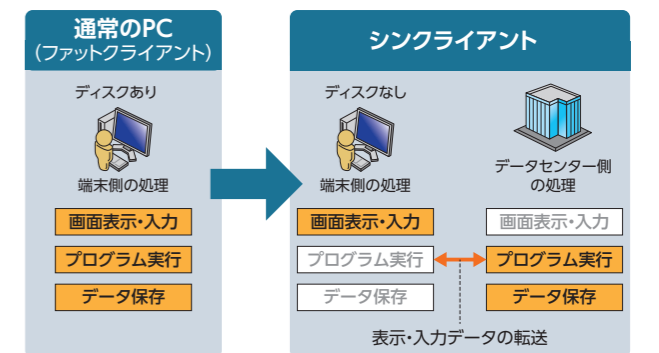 通常のPC
(ファットクライアント)
ディスクあり
端末側の処理
画面表示・入力
プログラム実行
データ保存
シンクライアント
ディスクなし
端末側の処理
画面表示・入力
プログラム実行
データ保存
データセンター側
の処理
画面表示・入力
プログラム実行
データ保存
表示・入力データの転送